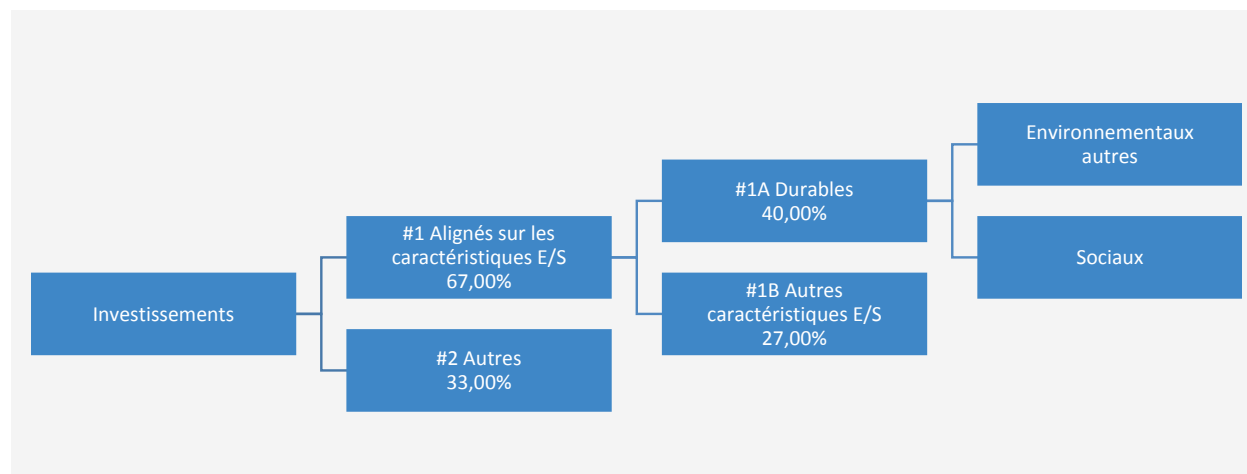 Investissements
#1 Alignés sur les
caractéristiques E/S
67,00%
#2 Autres
33,00%
#1A Durables
40,00%
#1B Autres
caractéristiques E/S
27,00%
Environnementaux
autres
Sociaux